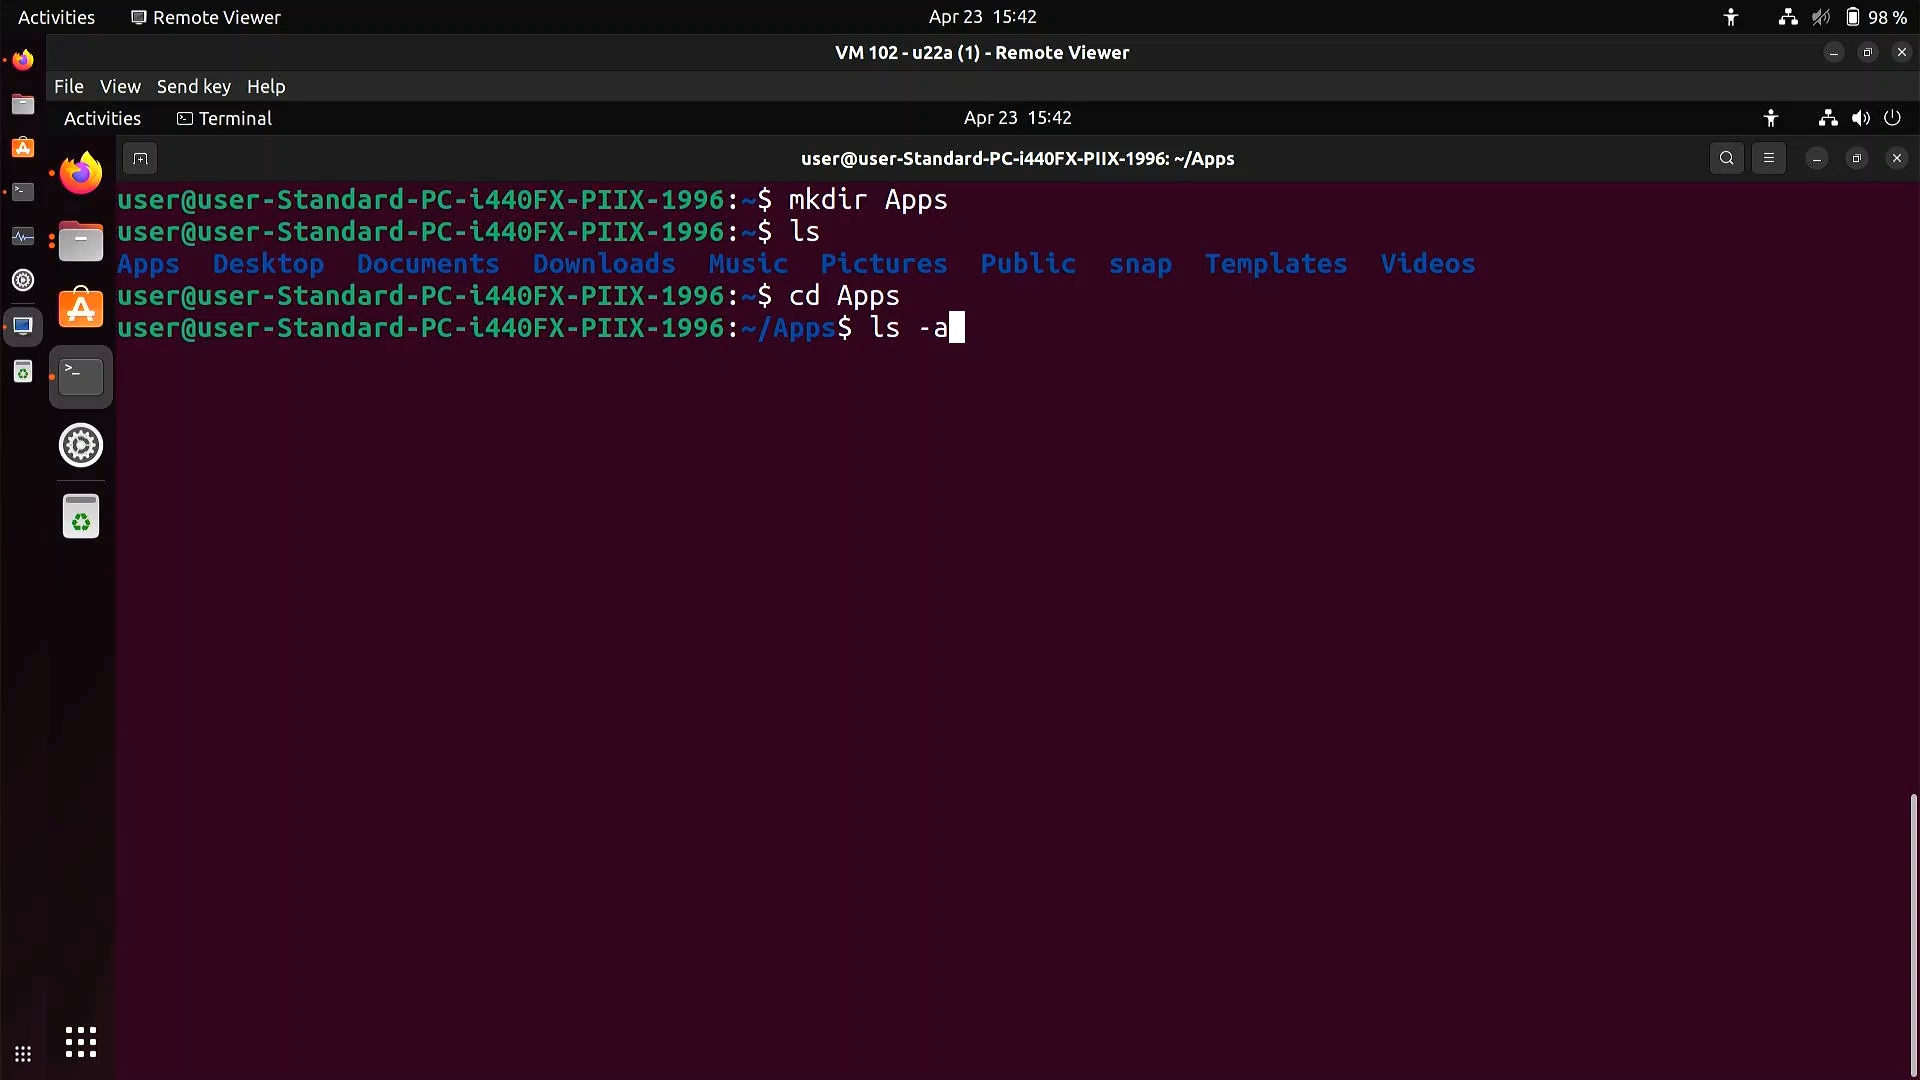 Activities Remote Viewer Apr 23 15:42 98 %
VM 102 - u22a (1) - Remote Viewer
File View Send key Help
Activities Terminal Apr 23 15:42
user@user-Standard-PC-i440FX-PIIX-1996: ~/Apps
user@user-Standard-PC-i440FX-PIIX-1996:~$ mkdir Apps
user@user-Standard-PC-i440FX-PIIX-1996:~$ ls
Apps Desktop Documents Downloads Music Pictures Public snap Templates Videos
user@user-Standard-PC-i440FX-PIIX-1996:~$ cd Apps
user@user-Standard-PC-i440FX-PIIX-1996:~/Apps$ ls -a